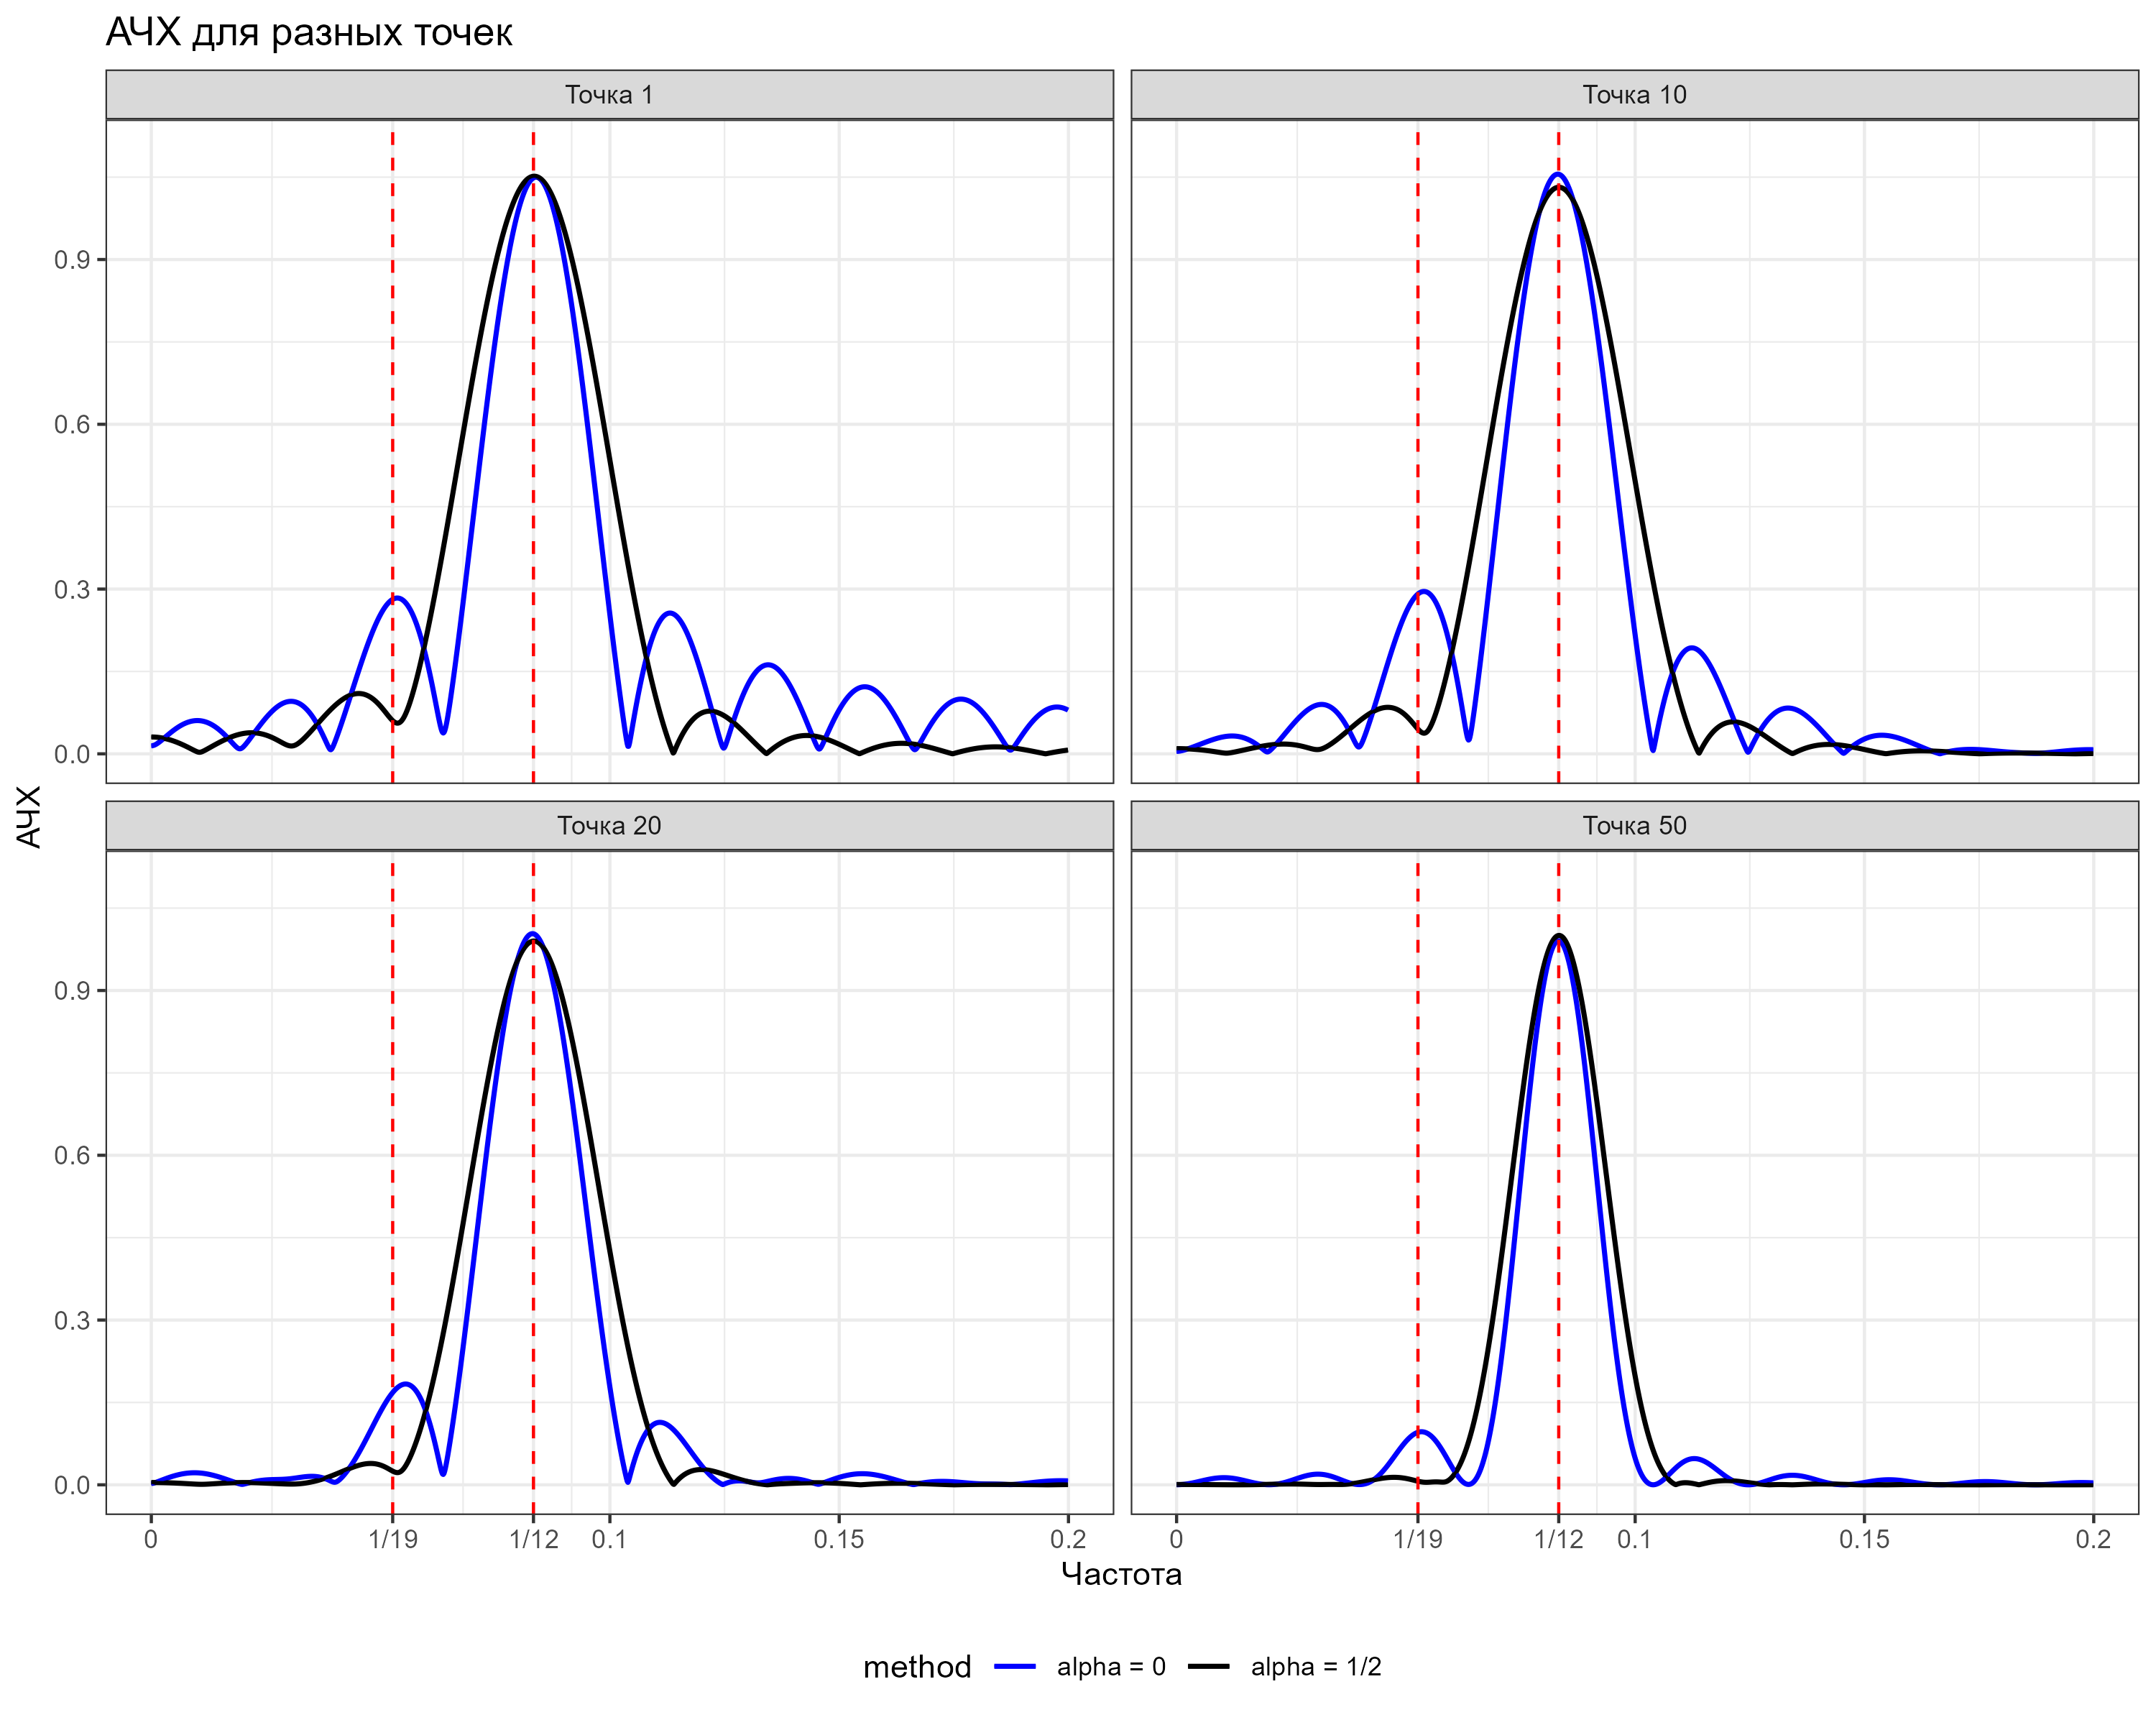 АЧХ для разных точек
Точка 1
Точка 10
0.9
0.6
0.3
0.0
АЧХ
Точка 20
Точка 50
0.9
0.6
0.3
0.0
0 1/19 1/12 0.1 0.15 0.2
0 1/19 1/12 0.1 0.15 0.2
Частота
method alpha = 0 alpha = 1/2